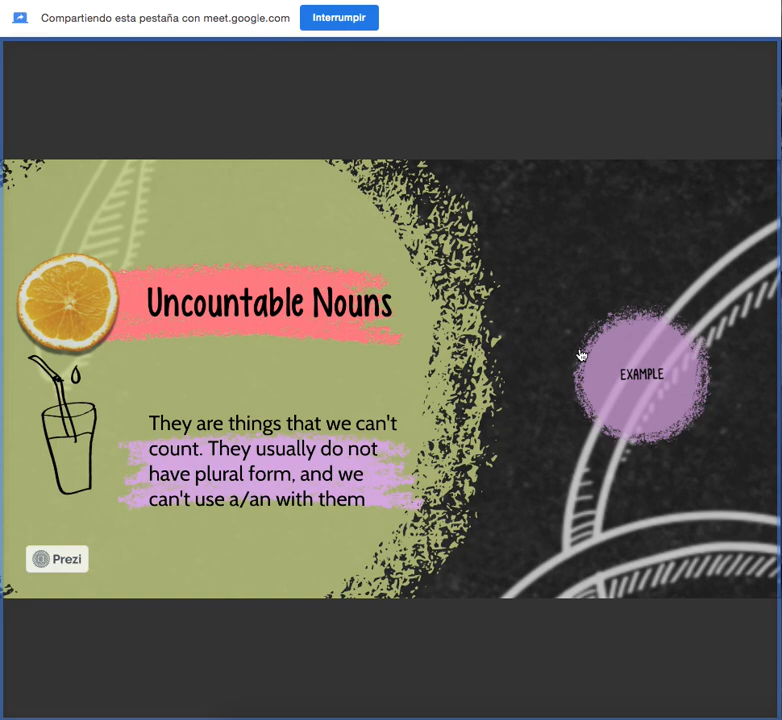 Compartiendo esta pestaña con meet.google.com
Interrumpir
Uncountable Nouns
They are things that we can't
count. They usually do not
have plural form, and we
can't use a/an with them
EXAMPLE
Prezi